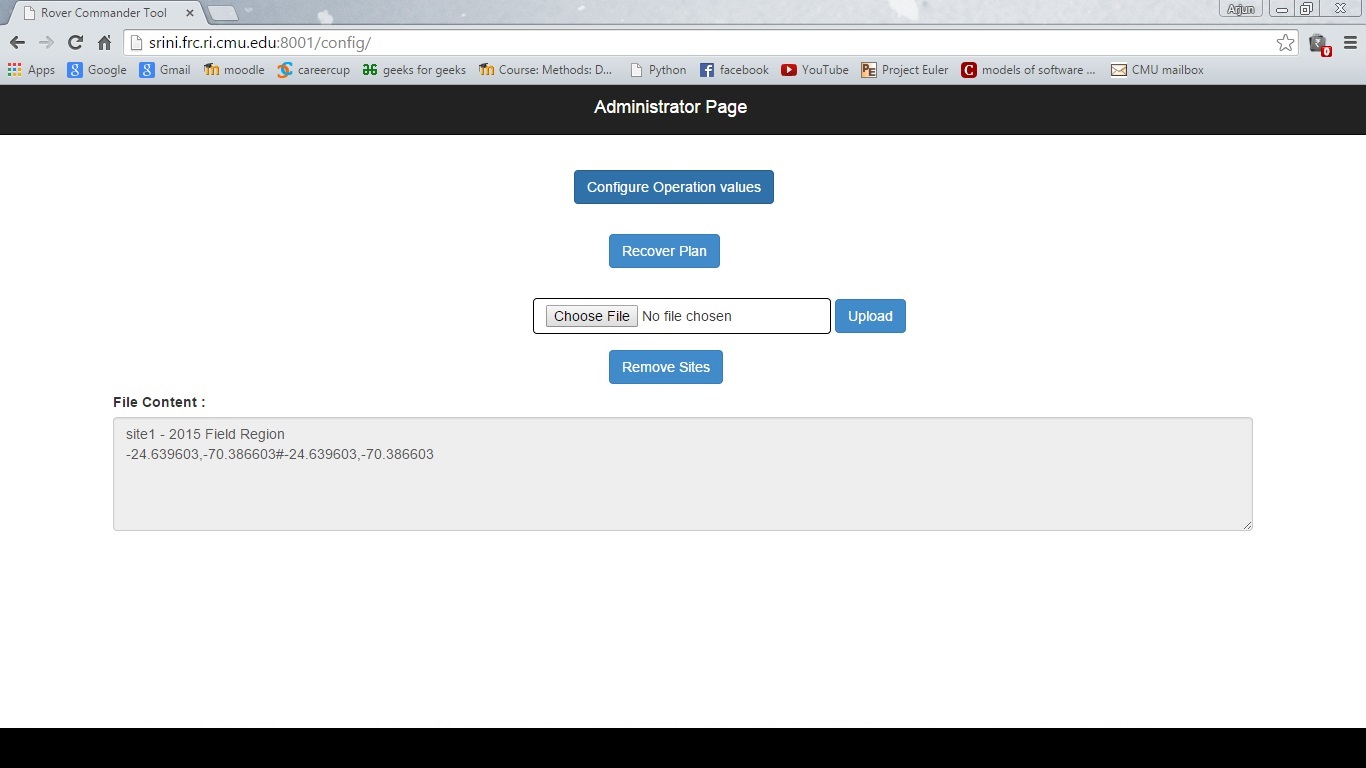 Rover Commander Tool
Arjun
srini.frc.ri.cmu.edu:8001/config/
0
Apps Google Gmail moodle careercup geeks for geeks Course: Methods: D... Python facebook YouTube PE Project Euler C models of software ... CMU mailbox
Administrator Page
Configure Operation values
Recover Plan
Choose File No file chosen Upload
Remove Sites
File Content :
site1 - 2015 Field Region
-24.639603,-70.386603#-24.639603,-70.386603